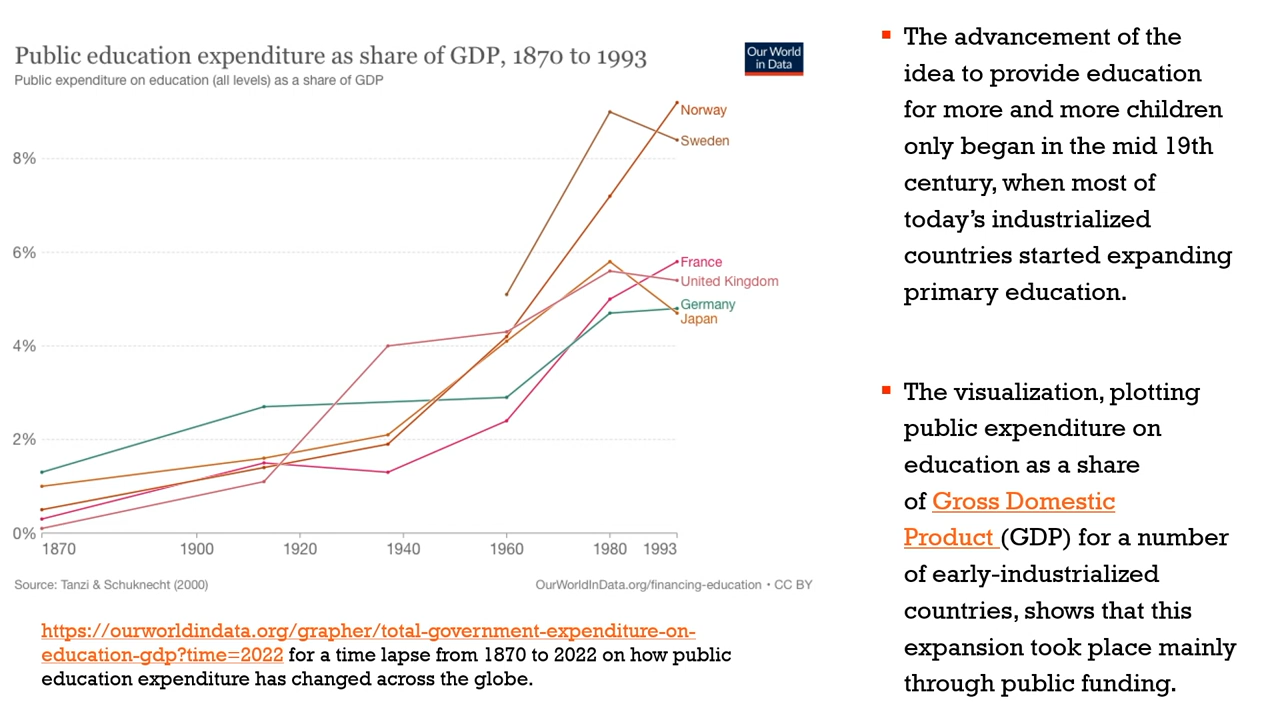 Public education expenditure as share of GDP, 1870 to 1993
Public expenditure on education (all levels) as a share of GDP
Our World
in Data
8%
6%
4%
2%
0%
Norway
Sweden
France
United Kingdom
Germany
Japan
1870 1900 1920 1940 1960 1980 1993
Source: Tanzi & Schuknecht (2000)
OurWorldInData.org/financing-education • CC BY
https://ourworldindata.org/grapher/total-government-expenditure-on-
education-gdp?time=2022 for a time lapse from 1870 to 2022 on how public
education expenditure has changed across the globe.
▪ The advancement of the
idea to provide education
for more and more children
only began in the mid 19th
century, when most of
today’s industrialized
countries started expanding
primary education.
▪ The visualization, plotting
public expenditure on
education as a share
of Gross Domestic
Product (GDP) for a number
of early-industrialized
countries, shows that this
expansion took place mainly
through public funding.